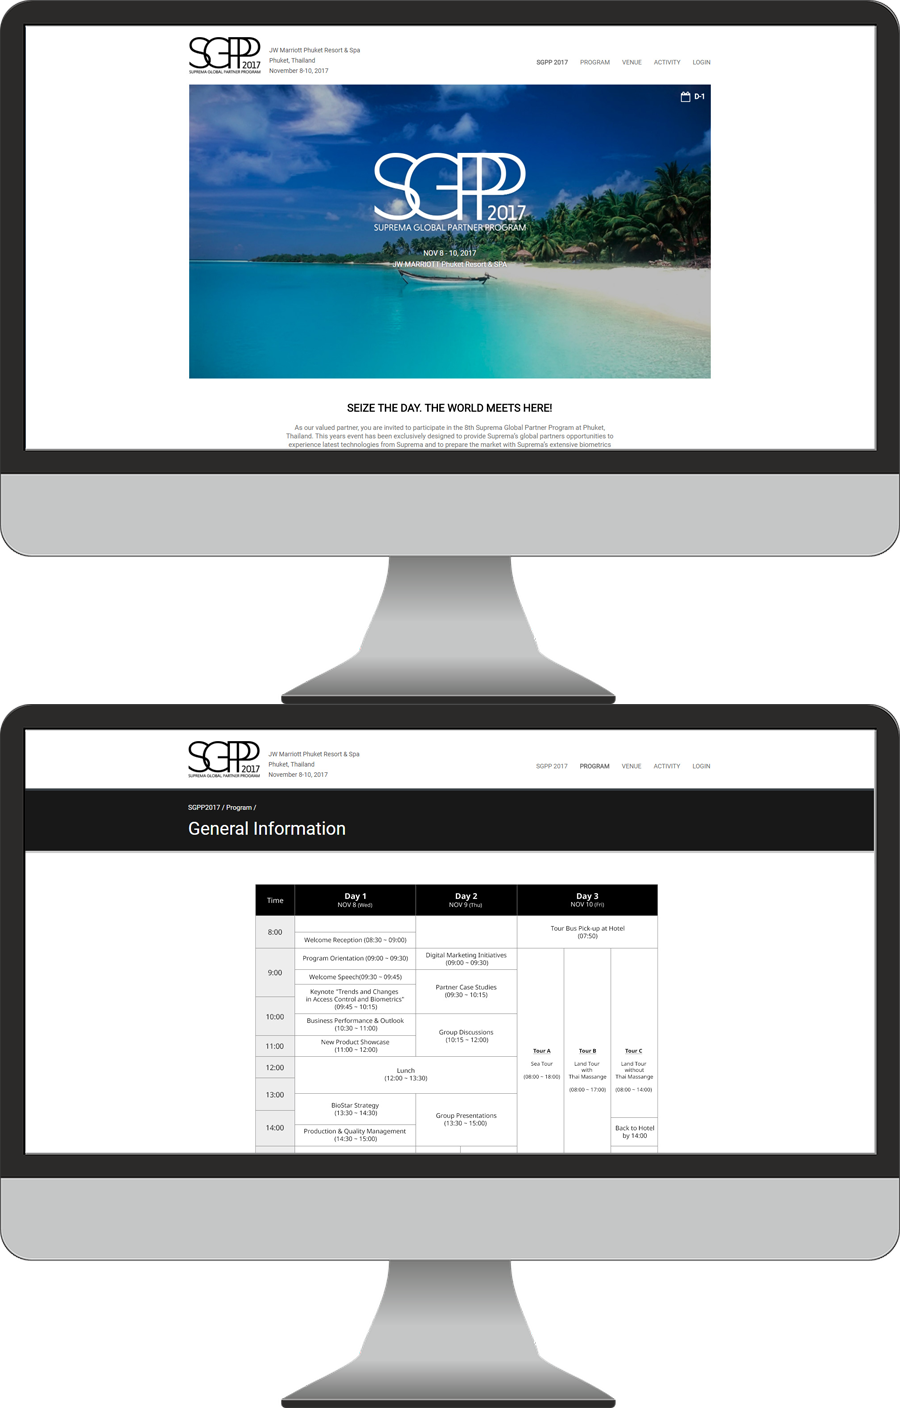 SGPP
2017
SUPREMA GLOBAL PARTNER PROGRAM
JW Marriott Phuket Resort & Spa
Phuket, Thailand
November 8-10, 2017
SGPP 2017 PROGRAM VENUE ACTIVITY LOGIN
D-1
SGPP
2017
SUPREMA GLOBAL PARTNER PROGRAM
NOV 8 - 10, 2017
JW MARRIOTT Phuket Resort & SPA
SEIZE THE DAY. THE WORLD MEETS HERE!
As our valued partner, you are invited to participate in the 8th Suprema Global Partner Program at Phuket,
Thailand. This years event has been exclusively designed to provide Suprema's global partners opportunities to
experience latest technologies from Suprema and to prepare the market with Suprema's extensive biometrics
SGPP
2017
SUPREMA GLOBAL PARTNER PROGRAM
JW Marriott Phuket Resort & Spa
Phuket, Thailand
November 8-10, 2017
SGPP 2017 PROGRAM VENUE ACTIVITY LOGIN
SGPP2017 / Program /
General Information
Time
Day 1
NOV 8 (Wed)
Day 2
NOV 9 (Thu)
Day 3
NOV 10 (Fri)
8:00
Welcome Reception (08:30 ~ 09:00)
Tour Bus Pick-up at Hotel
(07:50)
9:00
Program Orientation (09:00 ~ 09:30)
Digital Marketing Initiatives
(09:00 ~ 09:30)
Welcome Speech(09:30 ~ 09:45)
Keynote "Trends and Changes
in Access Control and Biometrics"
(09:45 ~ 10:15)
Partner Case Studies
(09:30 ~ 10:15)
10:00
Business Performance & Outlook
(10:30 ~ 11:00)
Group Discussions
(10:15 ~ 12:00)
11:00
New Product Showcase
(11:00 ~ 12:00)
Tour A
Sea Tour
(08:00 ~ 18:00)
Tour B
Land Tour
with
Thai Massange
(08:00 ~ 17:00)
Tour C
Land Tour
without
Thai Massange
(08:00 ~ 14:00)
12:00
Lunch
(12:00 ~ 13:30)
13:00
BioStar Strategy
(13:30 ~ 14:30)
Group Presentations
(13:30 ~ 15:00)
14:00
Production & Quality Management
(14:30 ~ 15:00)
Back to Hotel
by 14:00